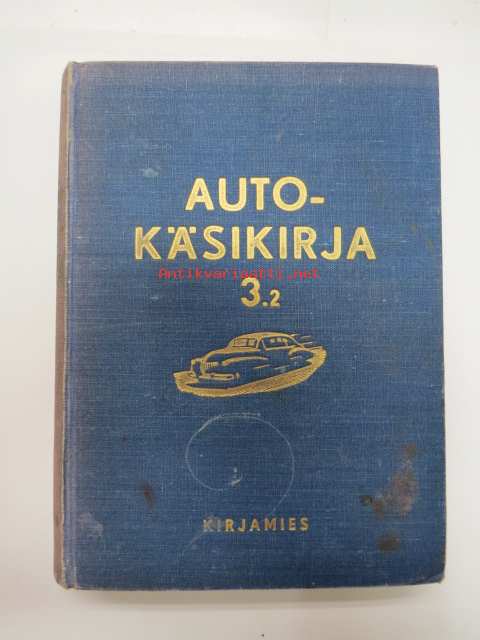 AUTO-
KÄSIKIRJA
Antikvariaatti.net
3.2
KIRJAMIES